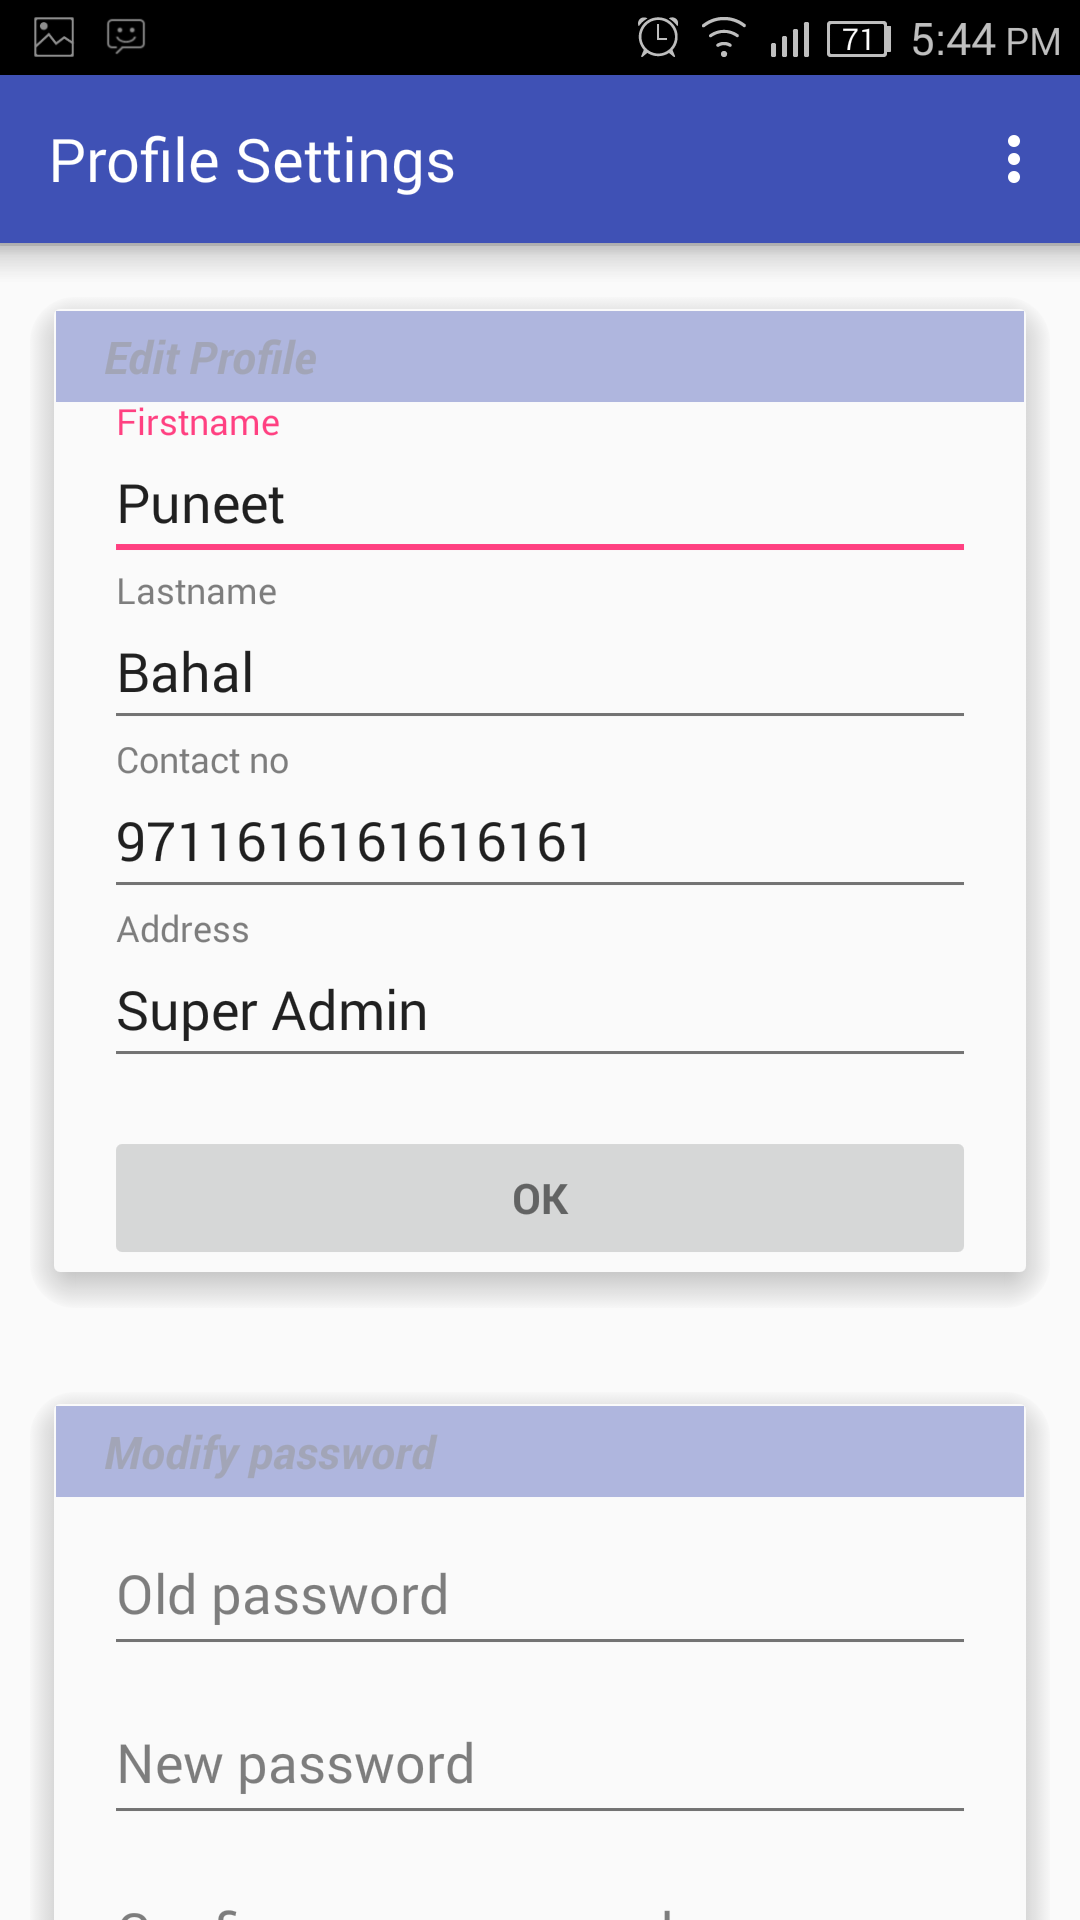 71 5:44 PM
Profile Settings
Edit Profile
Firstname
Puneet
Lastname
Bahal
Contact no
9711616161616161
Address
Super Admin
OK
Modify password
Old password
New password